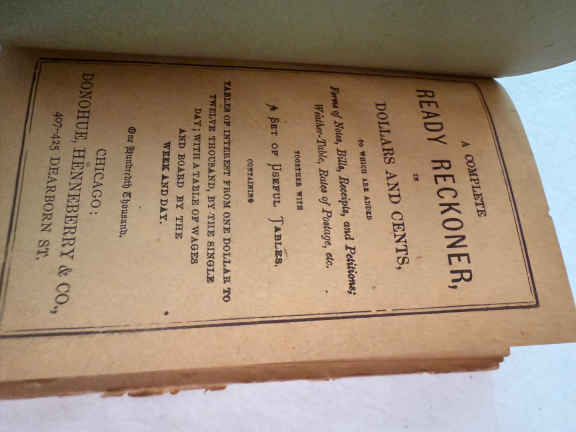 A COMPLETE
READY RECKONER,
IN
DOLLARS AND CENTS,
TO WHICH ARE ADDED
Forms of Notes, Bills, Receipts, and Petitions;
Weather-Table, Rates of Postage, etc.
TOGETHER WITH
A SET OF USEFUL TABLES,
CONTAINING
TABLES OF INTEREST FROM ONE DOLLAR TO
TWELVE THOUSAND, BY THE SINGLE
DAY; WITH A TABLE OF WAGES
AND BOARD BY THE
WEEK AND DAY.
One Hundredth Thousand.
CHICAGO:
DONOHUE, HENNEBERRY & CO.,
407-425 DEARBORN ST.